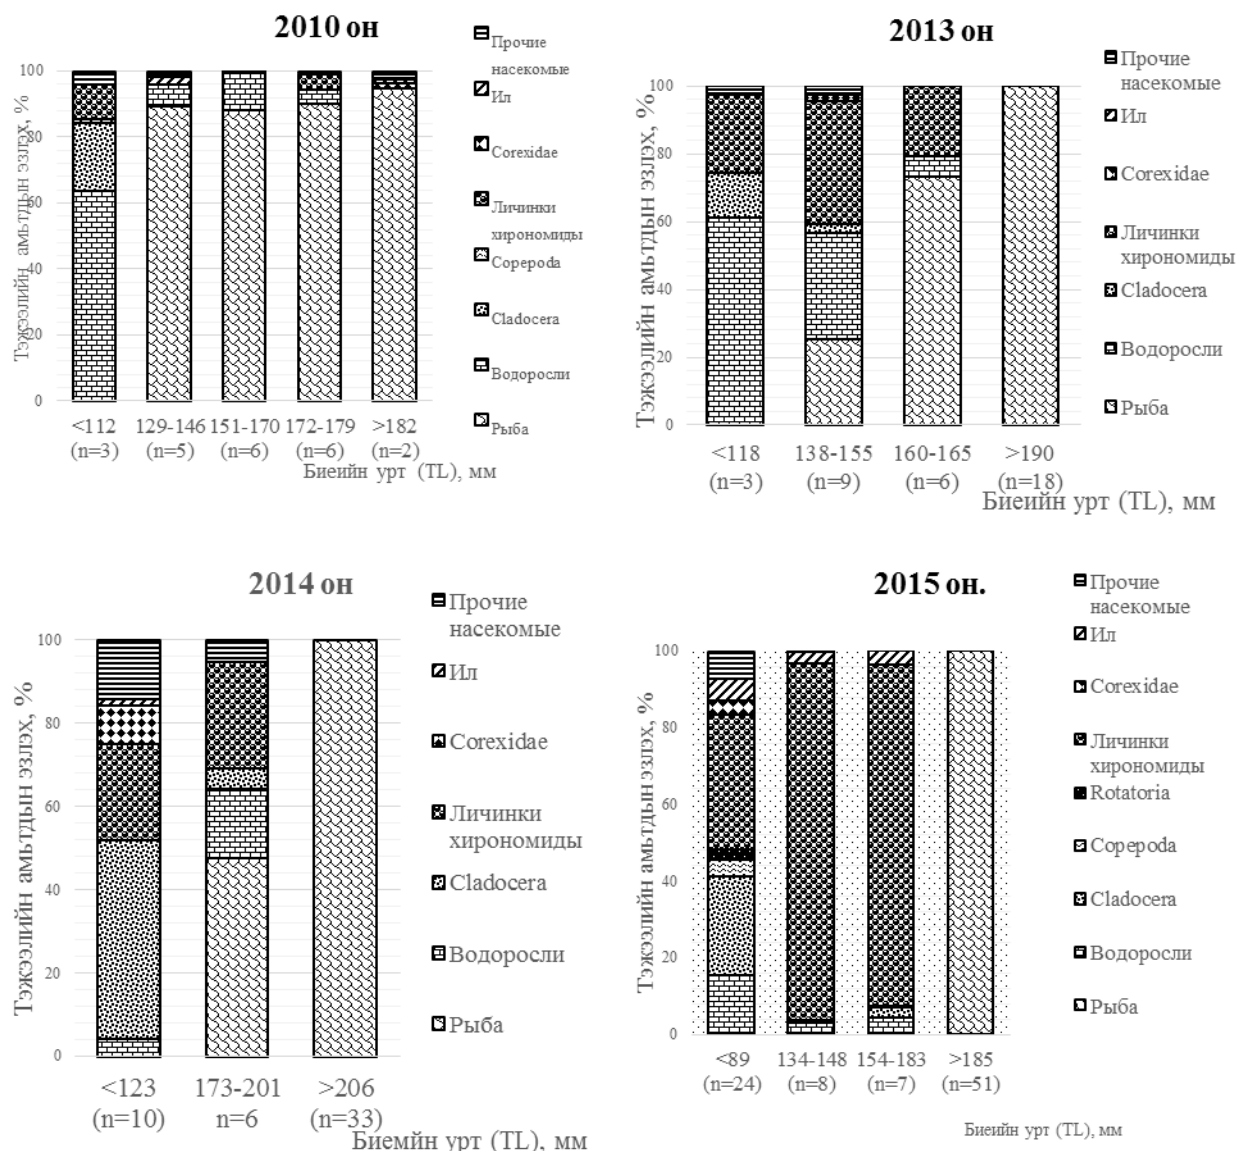 2010 он
Тэжээлийн амьтдын эзлэх, %
100
80
60
40
20
0
<112
(n=3)
129-146
(n=5)
151-170
(n=6)
172-179
(n=6)
>182
(n=2)
Биеийн урт (TL), мм
Прочие
насекомые
Ил
Corexidae
Личинки
хирономиды
Copepoda
Cladocera
Водоросли
Рыба
2013 он
Тэжээлийн амьтдын эзлэх, %
100
80
60
40
20
0
<118
(n=3)
138-155
(n=9)
160-165
(n=6)
>190
(n=18)
Биеийн урт (TL), мм
Прочие
насекомые
Ил
Corexidae
Личинки
хирономиды
Cladocera
Водоросли
Рыба
2014 он
Тэжээлийн амьтдын эзлэх, %
100
80
60
40
20
0
<123
(n=10)
173-201
n=6
>206
(n=33)
Биемйн урт (TL), мм
Прочие
насекомые
Ил
Corexidae
Личинки
хирономиды
Cladocera
Водоросли
Рыба
2015 он.
Тэжээлийн амьтдын эзлэх, %
100
80
60
40
20
0
<89
(n=24)
134-148
(n=8)
154-183
(n=7)
>185
(n=51)
Биеийн урт (TL), мм
Прочие
насекомые
Ил
Corexidae
Личинки
хирономиды
Rotatoria
Copepoda
Cladocera
Водоросли
Рыба